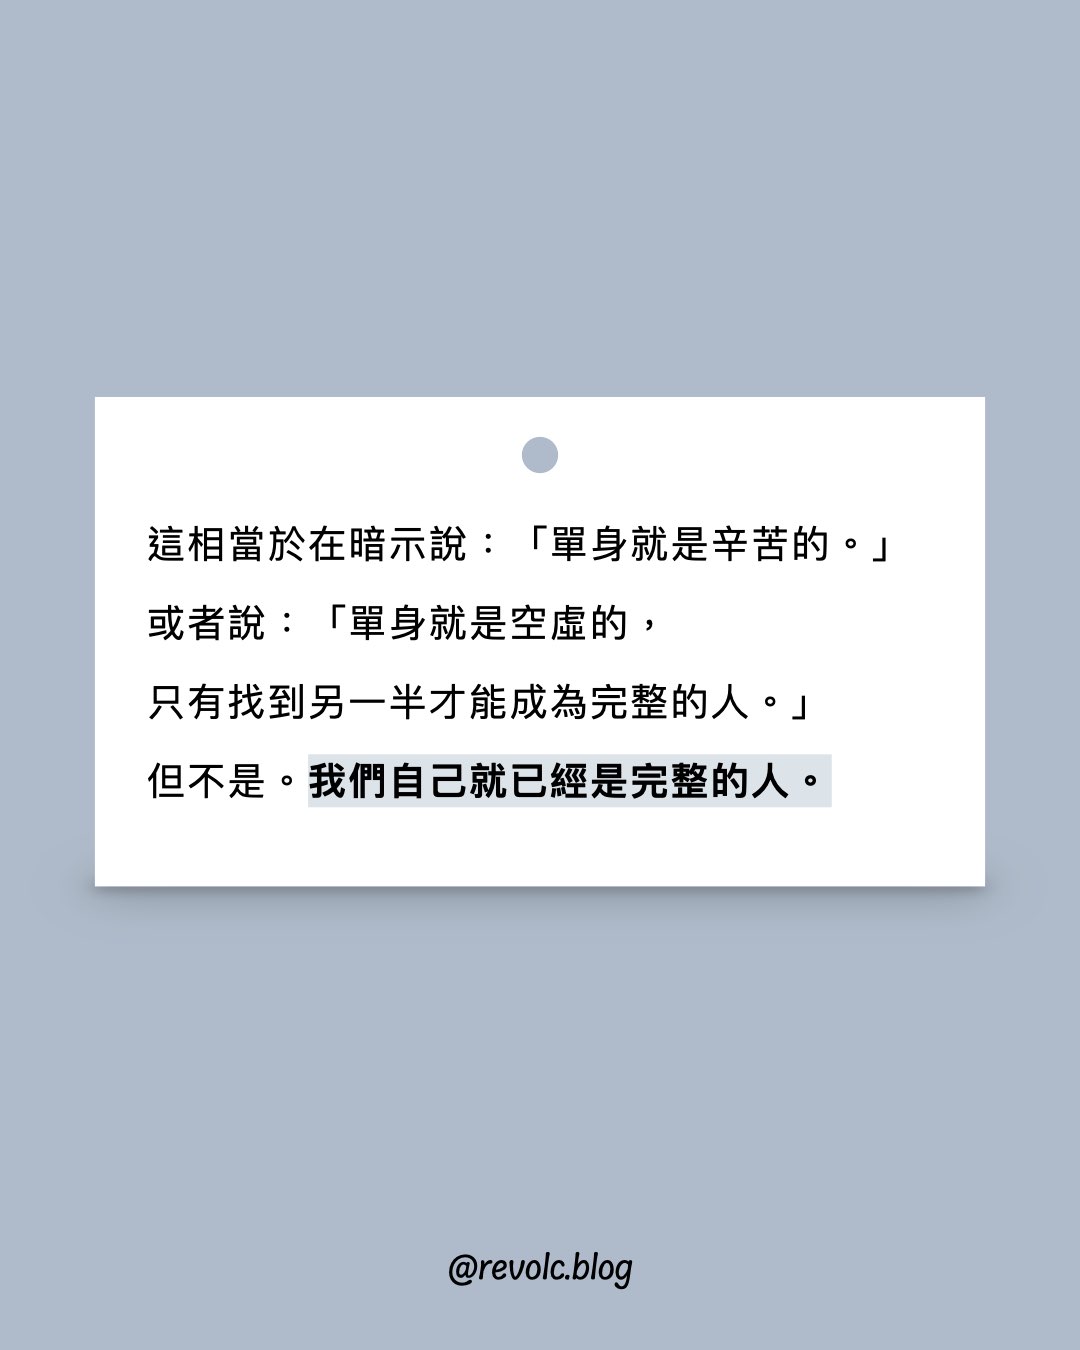 這相當於在暗示說：「單身就是辛苦的。」
或者說：「單身就是空虛的，
只有找到另一半才能成為完整的人。」
但不是。我們自己就已經是完整的人。
@revolc.blog